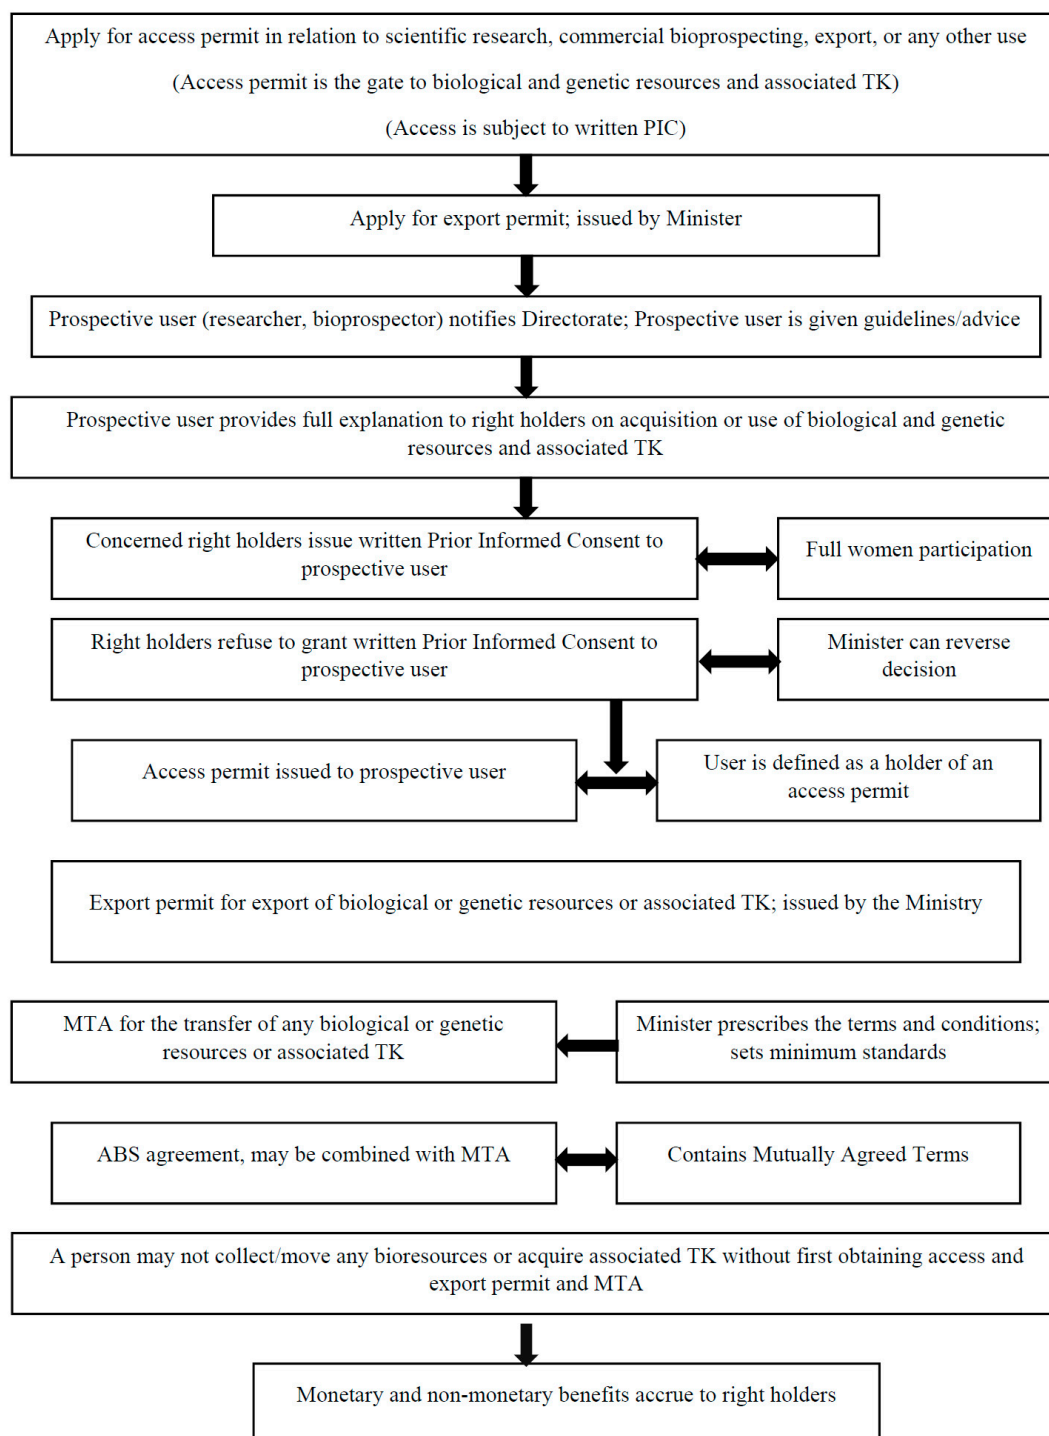 Apply for access permit in relation to scientific research, commercial bioprospecting, export, or any other use
(Access permit is the gate to biological and genetic resources and associated TK)
(Access is subject to written PIC)
Apply for export permit; issued by Minister
Prospective user (researcher, bioprospector) notifies Directorate; Prospective user is given guidelines/advice
Prospective user provides full explanation to right holders on acquisition or use of biological and genetic
resources and associated TK
Concerned right holders issue written Prior Informed Consent to
prospective user
Full women participation
Right holders refuse to grant written Prior Informed Consent to
prospective user
Minister can reverse
decision
Access permit issued to prospective user
User is defined as a holder of an
access permit
Export permit for export of biological or genetic resources or associated TK; issued by the Ministry
MTA for the transfer of any biological or genetic
resources or associated TK
Minister prescribes the terms and conditions;
sets minimum standards
ABS agreement, may be combined with MTA
Contains Mutually Agreed Terms
A person may not collect/move any bioresources or acquire associated TK without first obtaining access and
export permit and MTA
Monetary and non-monetary benefits accrue to right holders